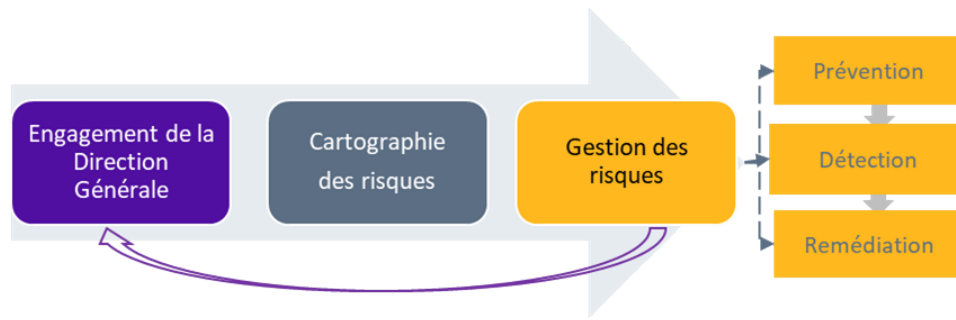 Engagement de la
Direction
Générale
Cartographie
des risques
Gestion des
risques
Prévention
Détection
Remédiation